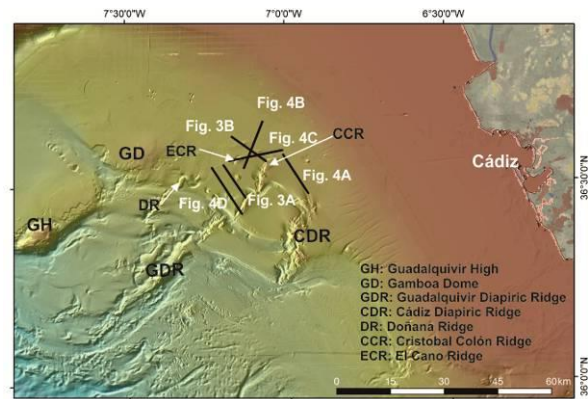 7°30'0"W
7°0'0"W
6°30'0"W
Fig. 4B
Fig. 3B
Fig. 4C
CCR
ECR
GD
Cádiz
36°30'0"N
Fig. 4A
DR
Fig. 4D
Fig. 3A
GH
CDR
GDR
GH: Guadalquivir High
GD: Gamboa Dome
GDR: Guadalquivir Diapiric Ridge
CDR: Cádiz Diapiric Ridge
DR: Doñana Ridge
CCR: Cristobal Colón Ridge
ECR: El Cano Ridge
36°0'0"N
0 15 30 45 60km